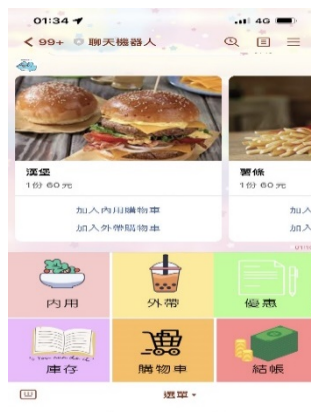 01:34
4G
99+ 聊天機器人
漢堡
1份 60元
加入內用購物車
加入外帶購物車
薯條
1份 60元
加入
加入
內用
外帶
優惠
庫存
購物車
結帳
選單